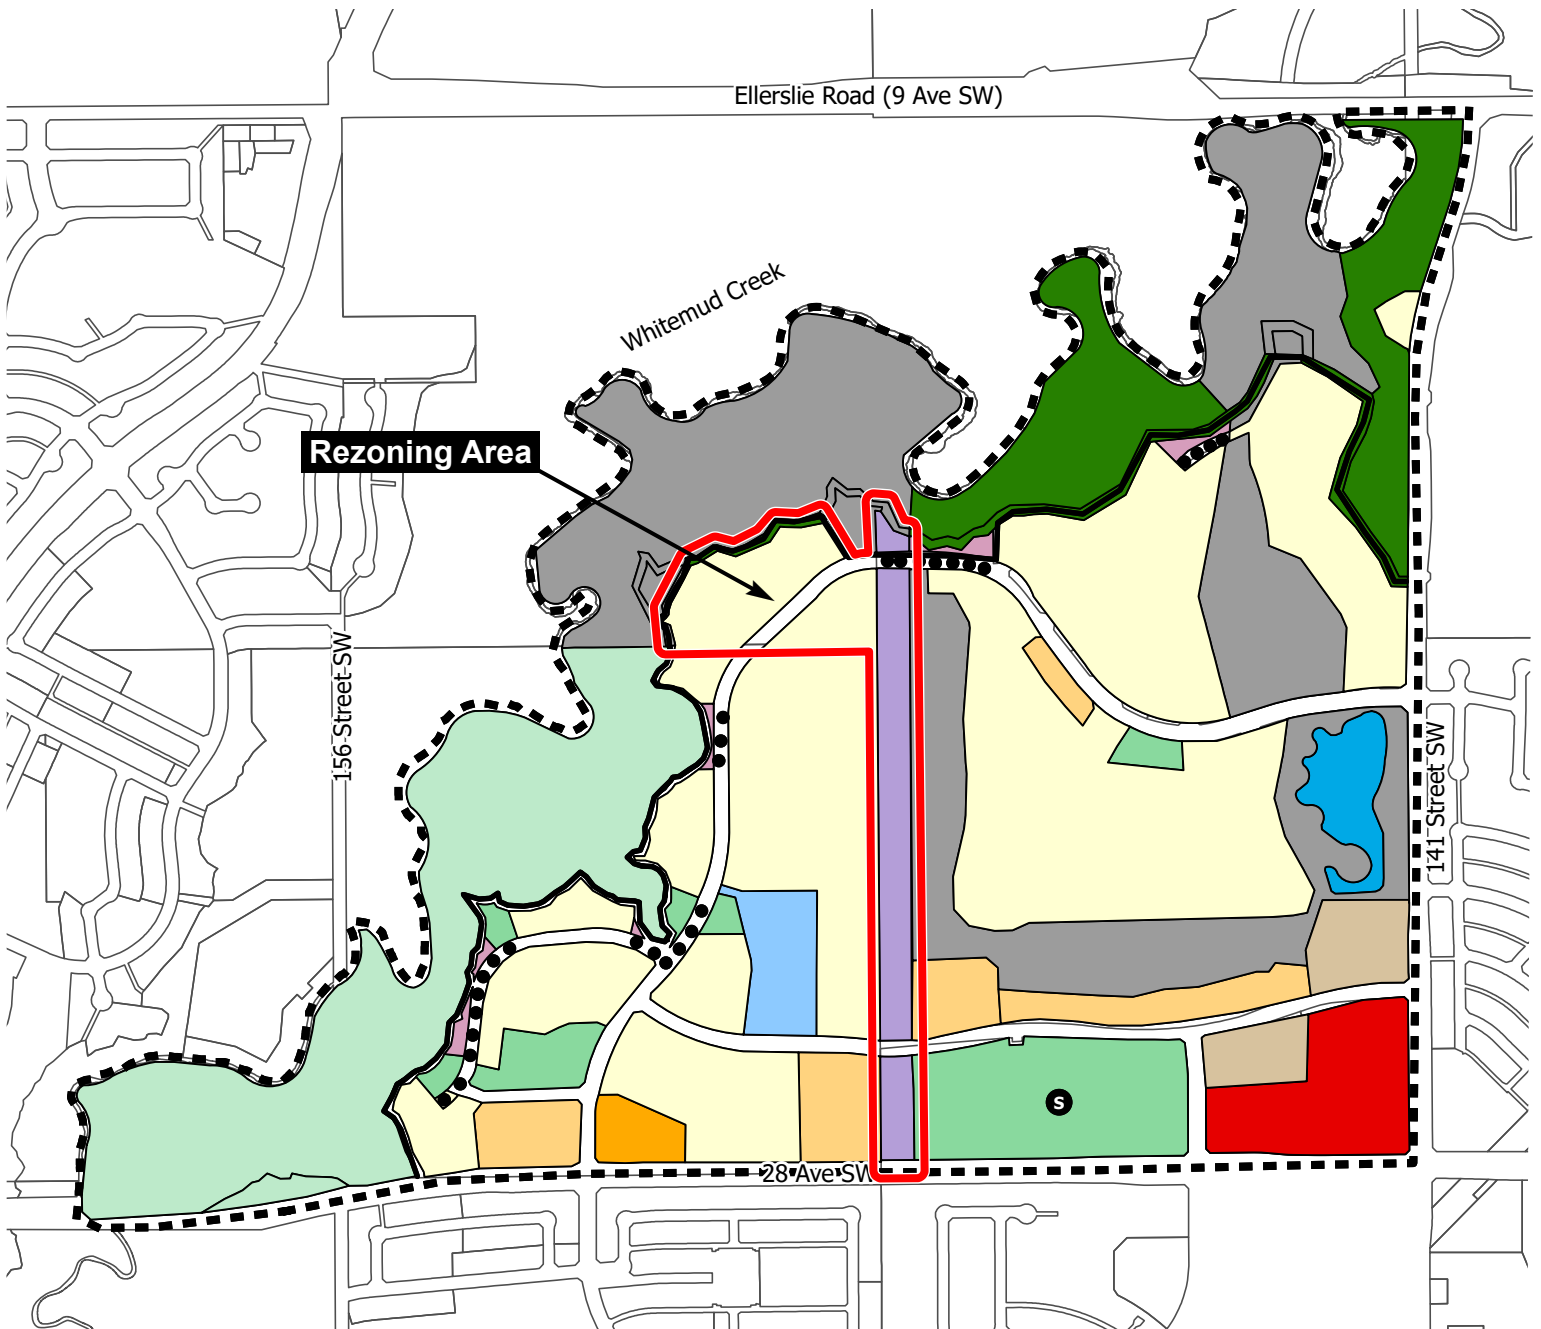 Ellerslie Road (9 Ave SW)
Whitemud Creek
Rezoning Area
156 Street SW
141 Street SW
S
28 Ave SW